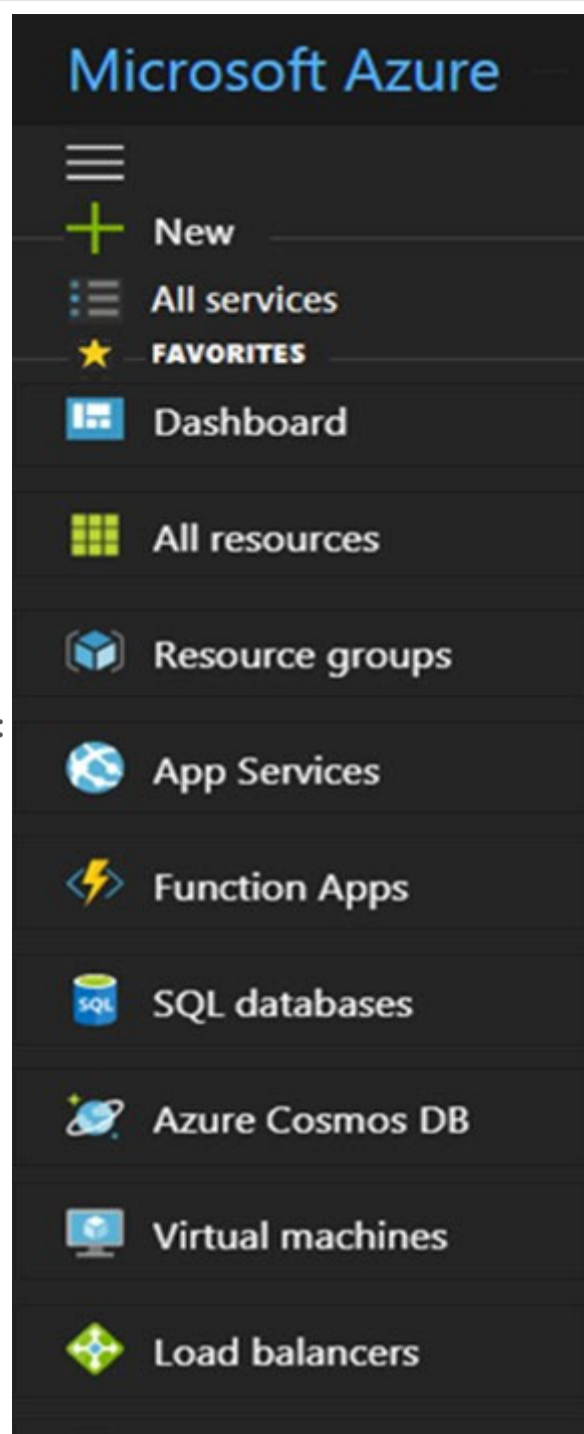 Microsoft Azure
New
All services
FAVORITES
Dashboard
All resources
Resource groups
:
App Services
Function Apps
SQL
SQL databases
Azure Cosmos DB
Virtual machines
Load balancers